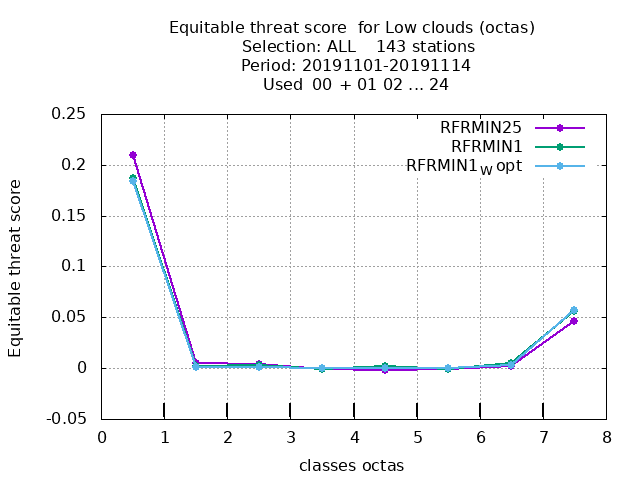 Equitable threat score  for Low clouds (octas)
Selection: ALL    143 stations
Period: 20191101-20191114
Used  00  + 01 02 ... 24
RFRMIN25
RFRMIN1
RFRMIN1w opt
Equitable threat score
0.25
0.2
0.15
0.1
0.05
0
-0.05
0 1 2 3 4 5 6 7 8
classes octas